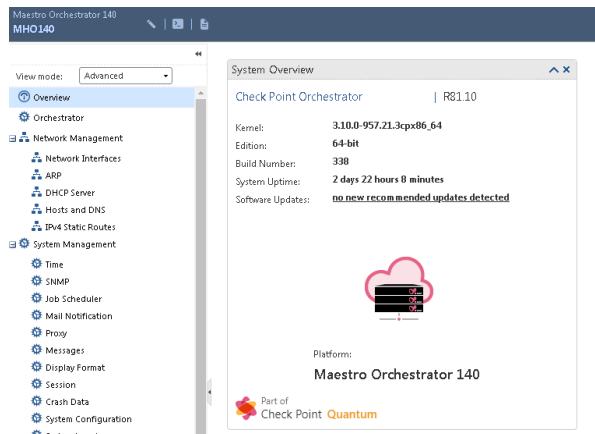 Maestro Orchestrator 140
MHO140
View mode: Advanced
Overview
Orchestrator
Network Management
Network Interfaces
ARP
DHCP Server
Hosts and DNS
IPv4 Static Routes
System Management
Time
SNMP
Job Scheduler
Mail Notification
Proxy
Messages
Display Format
Session
Crash Data
System Configuration
System Overview
Check Point Orchestrator | R81.10
Kernel: 3.10.0-957.21.3cpx86_64
Edition: 64-bit
Build Number: 338
System Uptime: 2 days 22 hours 8 minutes
Software Updates: no new recommended updates detected
Platform:
Maestro Orchestrator 140
Part of
Check Point Quantum